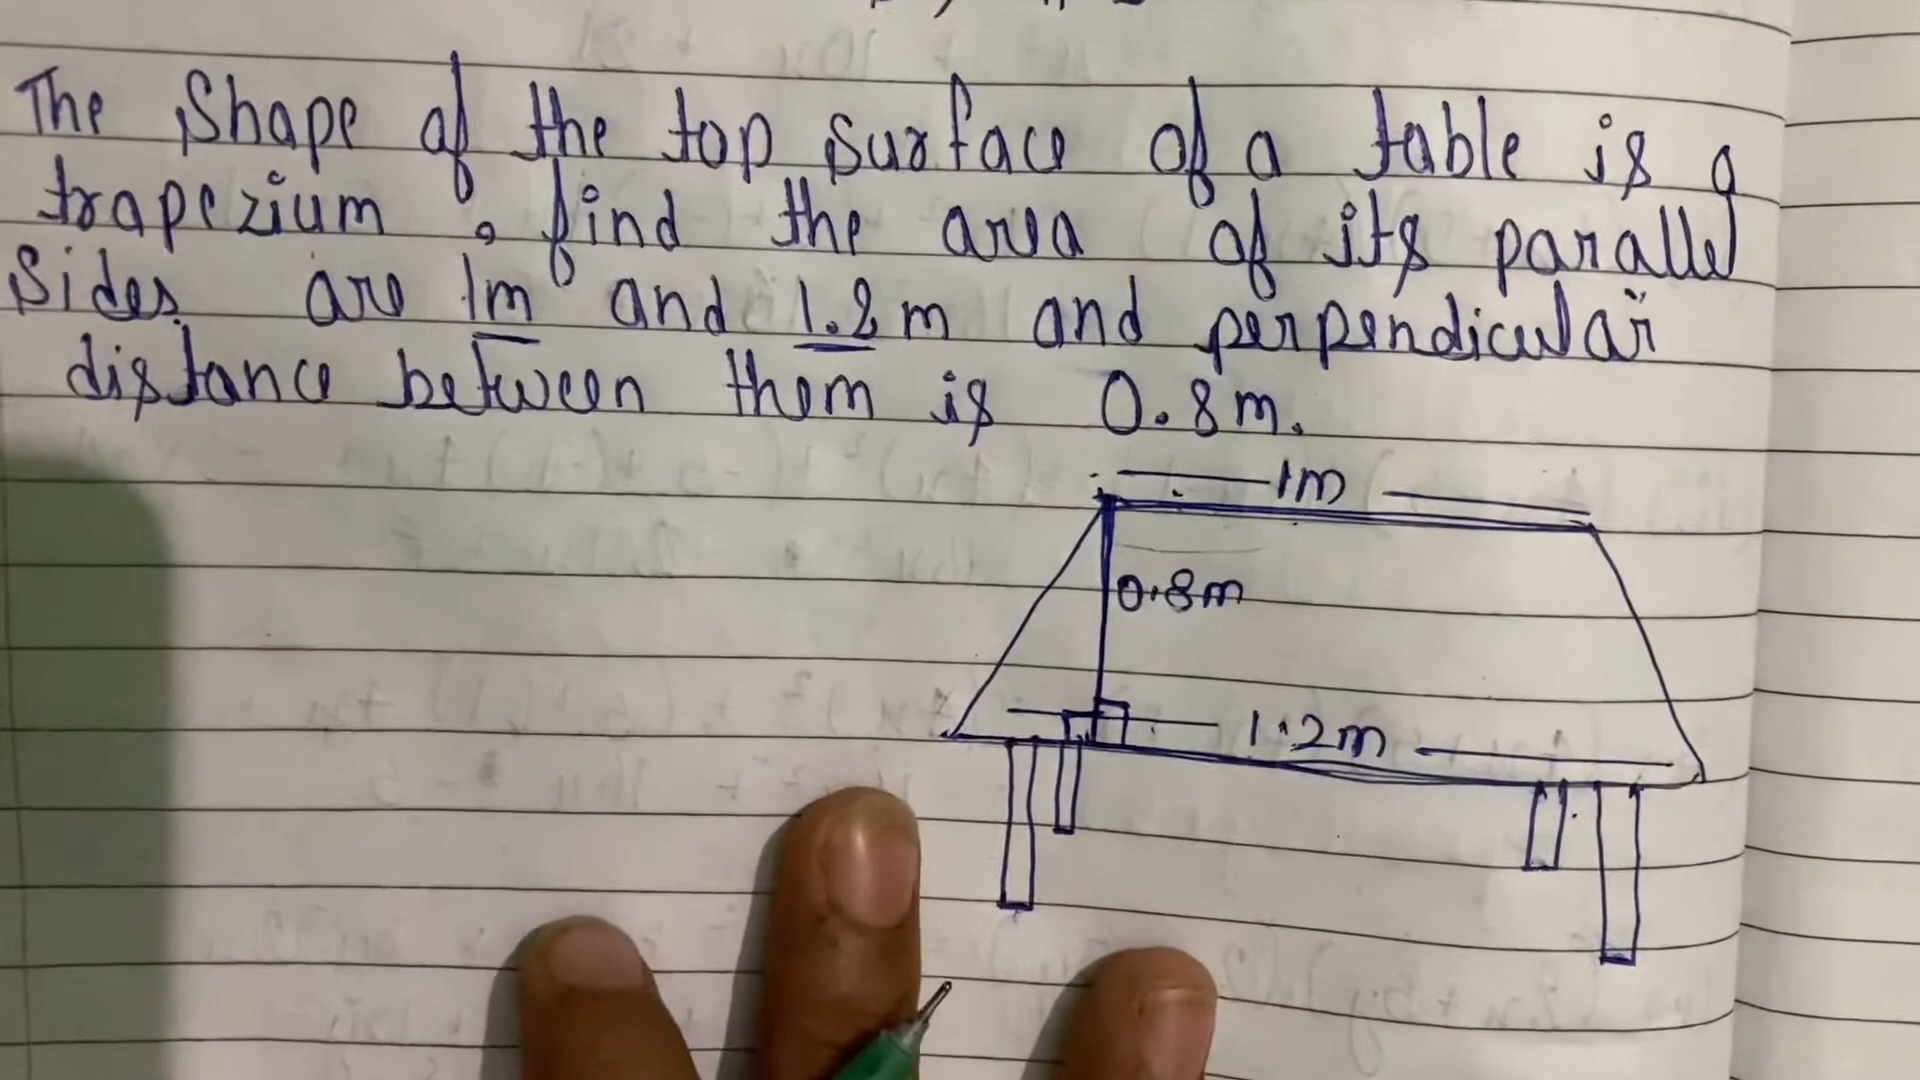 The Shape of the top surface of a table is a
trapezium. find the area of its parallel
Sides are 1m and 1.2 m and perpendicular
distance between them is 0.8m.
1m
0.8m
1.2m